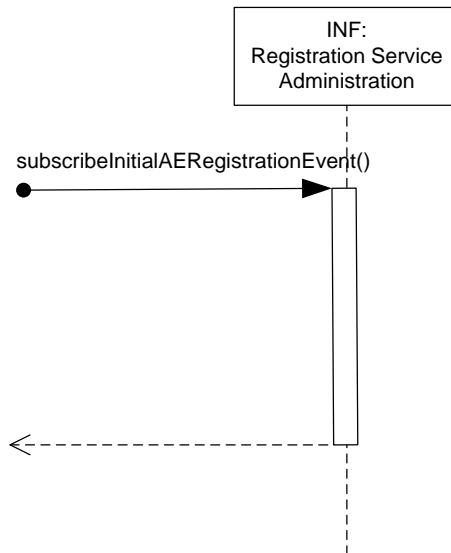 INF:
Registration Service
Administration
subscribeInitialAERegistrationEvent()